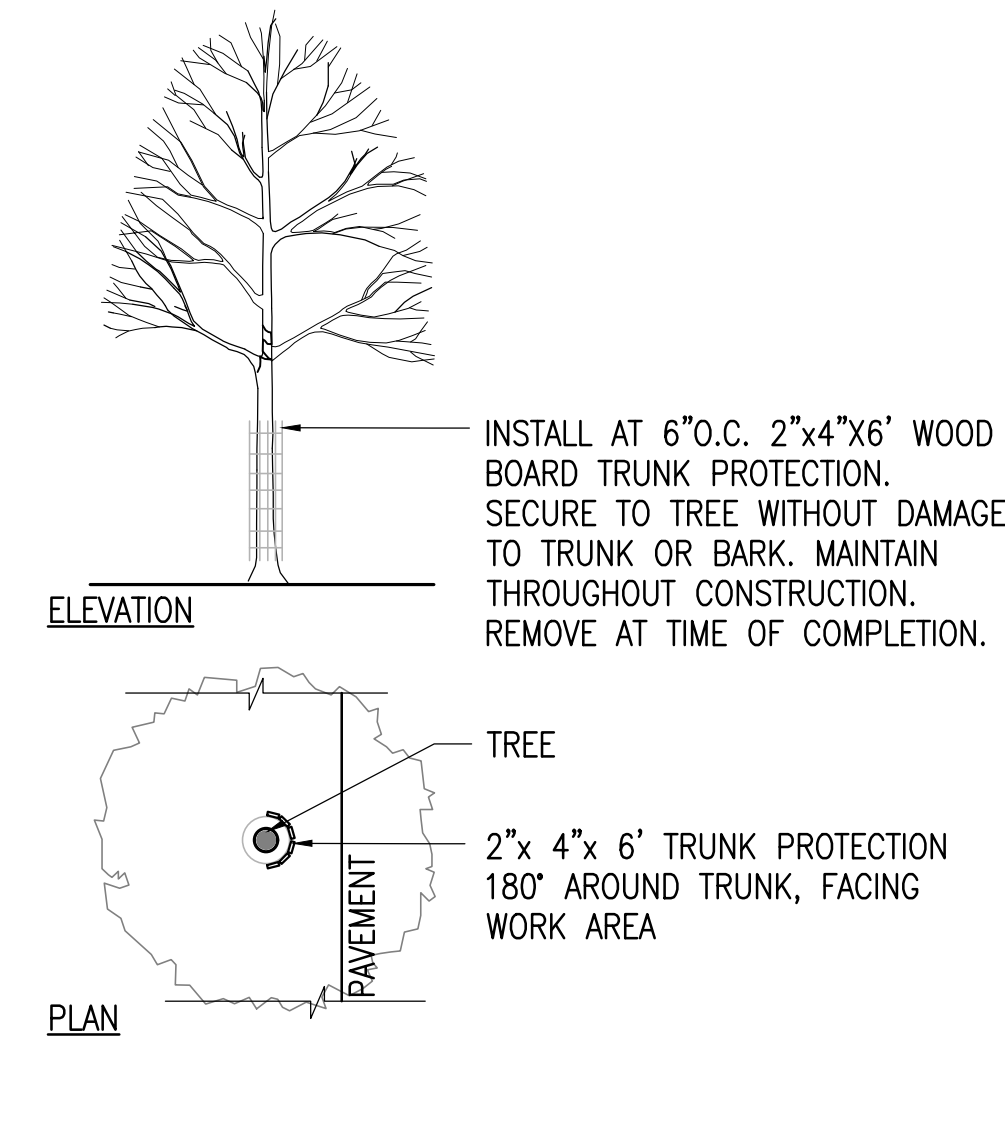 INSTALL AT 6”O.C. 2”x4”X6’ WOOD
BOARD TRUNK PROTECTION.
SECURE TO TREE WITHOUT DAMAGE
TO TRUNK OR BARK. MAINTAIN
THROUGHOUT CONSTRUCTION.
REMOVE AT TIME OF COMPLETION.
ELEVATION
TREE
2”x 4”x 6’ TRUNK PROTECTION
180° AROUND TRUNK, FACING
WORK AREA
PAVEMENT
PLAN